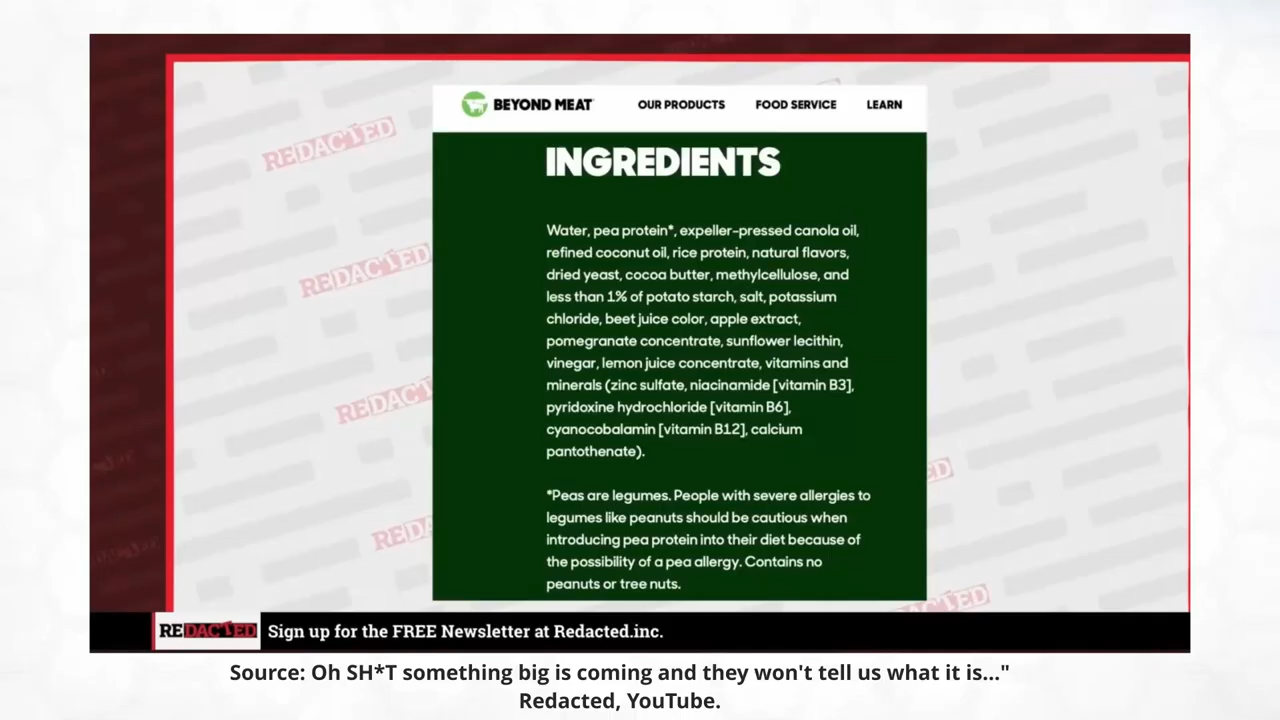 BEYOND MEAT
OUR PRODUCTS
FOOD SERVICE
LEARN
INGREDIENTS
REDACTED
Water, pea protein*, expeller-pressed canola oil,
refined coconut oil, rice protein, natural flavors,
REDACTED
dried yeast, cocoa butter, methylcellulose, and
less than 1% of potato starch, salt, potassium
chloride, beet juice color, apple extract,
pomegranate concentrate, sunflower lecithin,
vinegar, lemon juice concentrate, vitamins and
minerals (zinc sulfate, niacinamide [vitamin B3],
REDACT
pyridoxine hydrochloride [vitamin B6],
cyanocobalamin [vitamin B12], calcium
pantothenate).
*Peas are legumes. People with severe allergies to
legumes like peanuts should be cautious when
REDA
introducing pea protein into their diet because of
the possibility of a pea allergy. Contains no
peanuts or tree nuts.
REDACTED Sign up for the FREE Newsletter at Redacted.inc.
Source: Oh SH*T something big is coming and they won't tell us what it is..."
Redacted, YouTube.